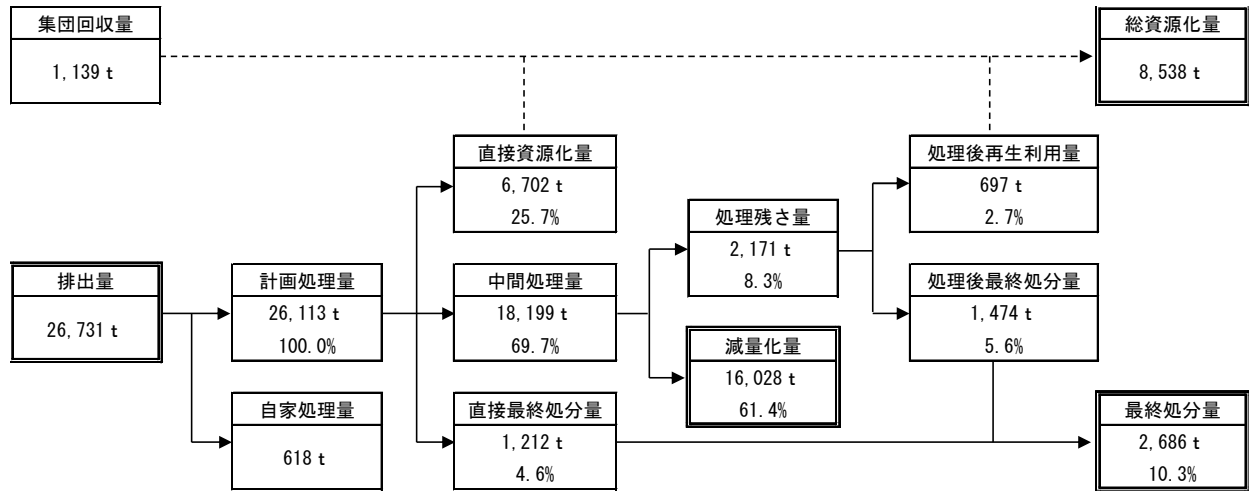 集団回収量
1,139 t
総資源化量
8,538 t
直接資源化量
6,702 t
25.7%
処理後再生利用量
697 t
2.7%
処理残さ量
2,171 t
8.3%
排出量
26,731 t
計画処理量
26,113 t
100.0%
中間処理量
18,199 t
69.7%
処理後最終処分量
1,474 t
5.6%
減量化量
16,028 t
61.4%
自家処理量
618 t
直接最終処分量
1,212 t
4.6%
最終処分量
2,686 t
10.3%